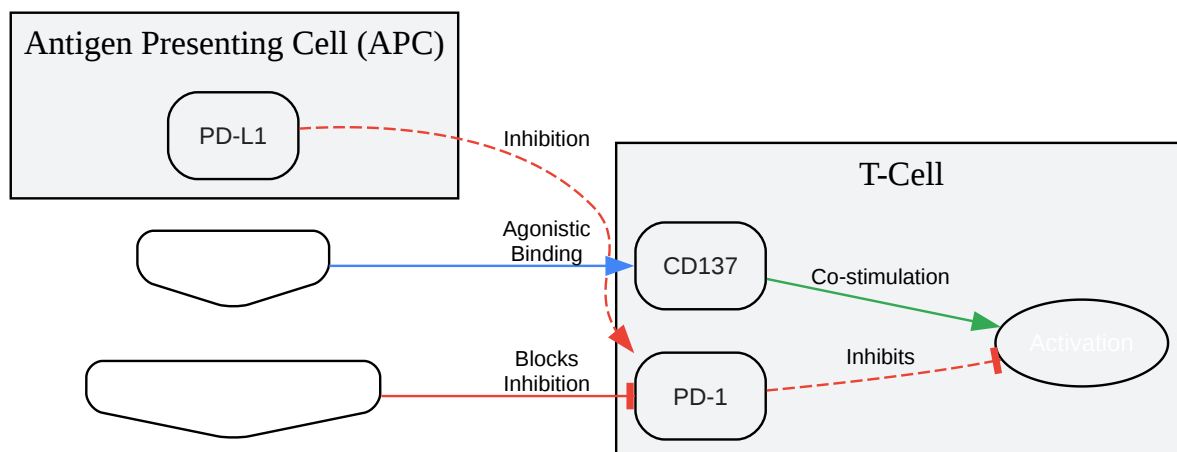 Antigen Presenting Cell (APC)
PD-L1
Inhibition
T-Cell
Agonistic
Binding
CD137
Co-stimulation
Activation
Blocks
Inhibition
PD-1
Inhibits